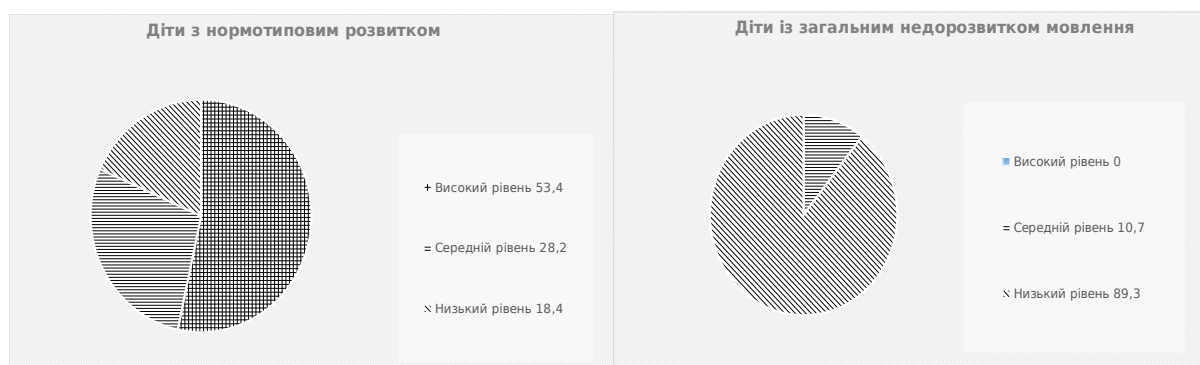 Діти з нормотиповим розвитком
Високий рівень 53,4
Середній рівень 28,2
Низький рівень 18,4
Діти із загальним недорозвитком мовлення
Високий рівень 0
Середній рівень 10,7
Низький рівень 89,3